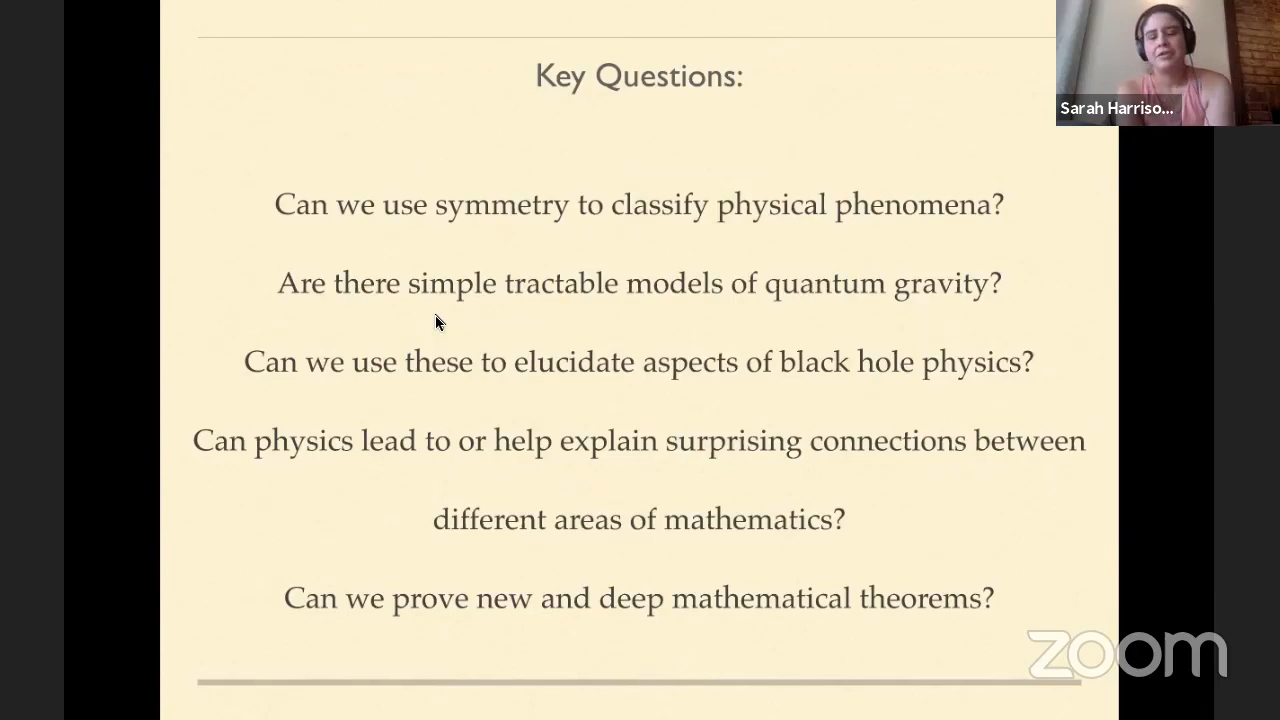 Key Questions:
Sarah Harriso...
Can we use symmetry to classify physical phenomena?
Are there simple tractable models of quantum gravity?
Can we use these to elucidate aspects of black hole physics?
Can physics lead to or help explain surprising connections between
different areas of mathematics?
Can we prove new and deep mathematical theorems?
zoom